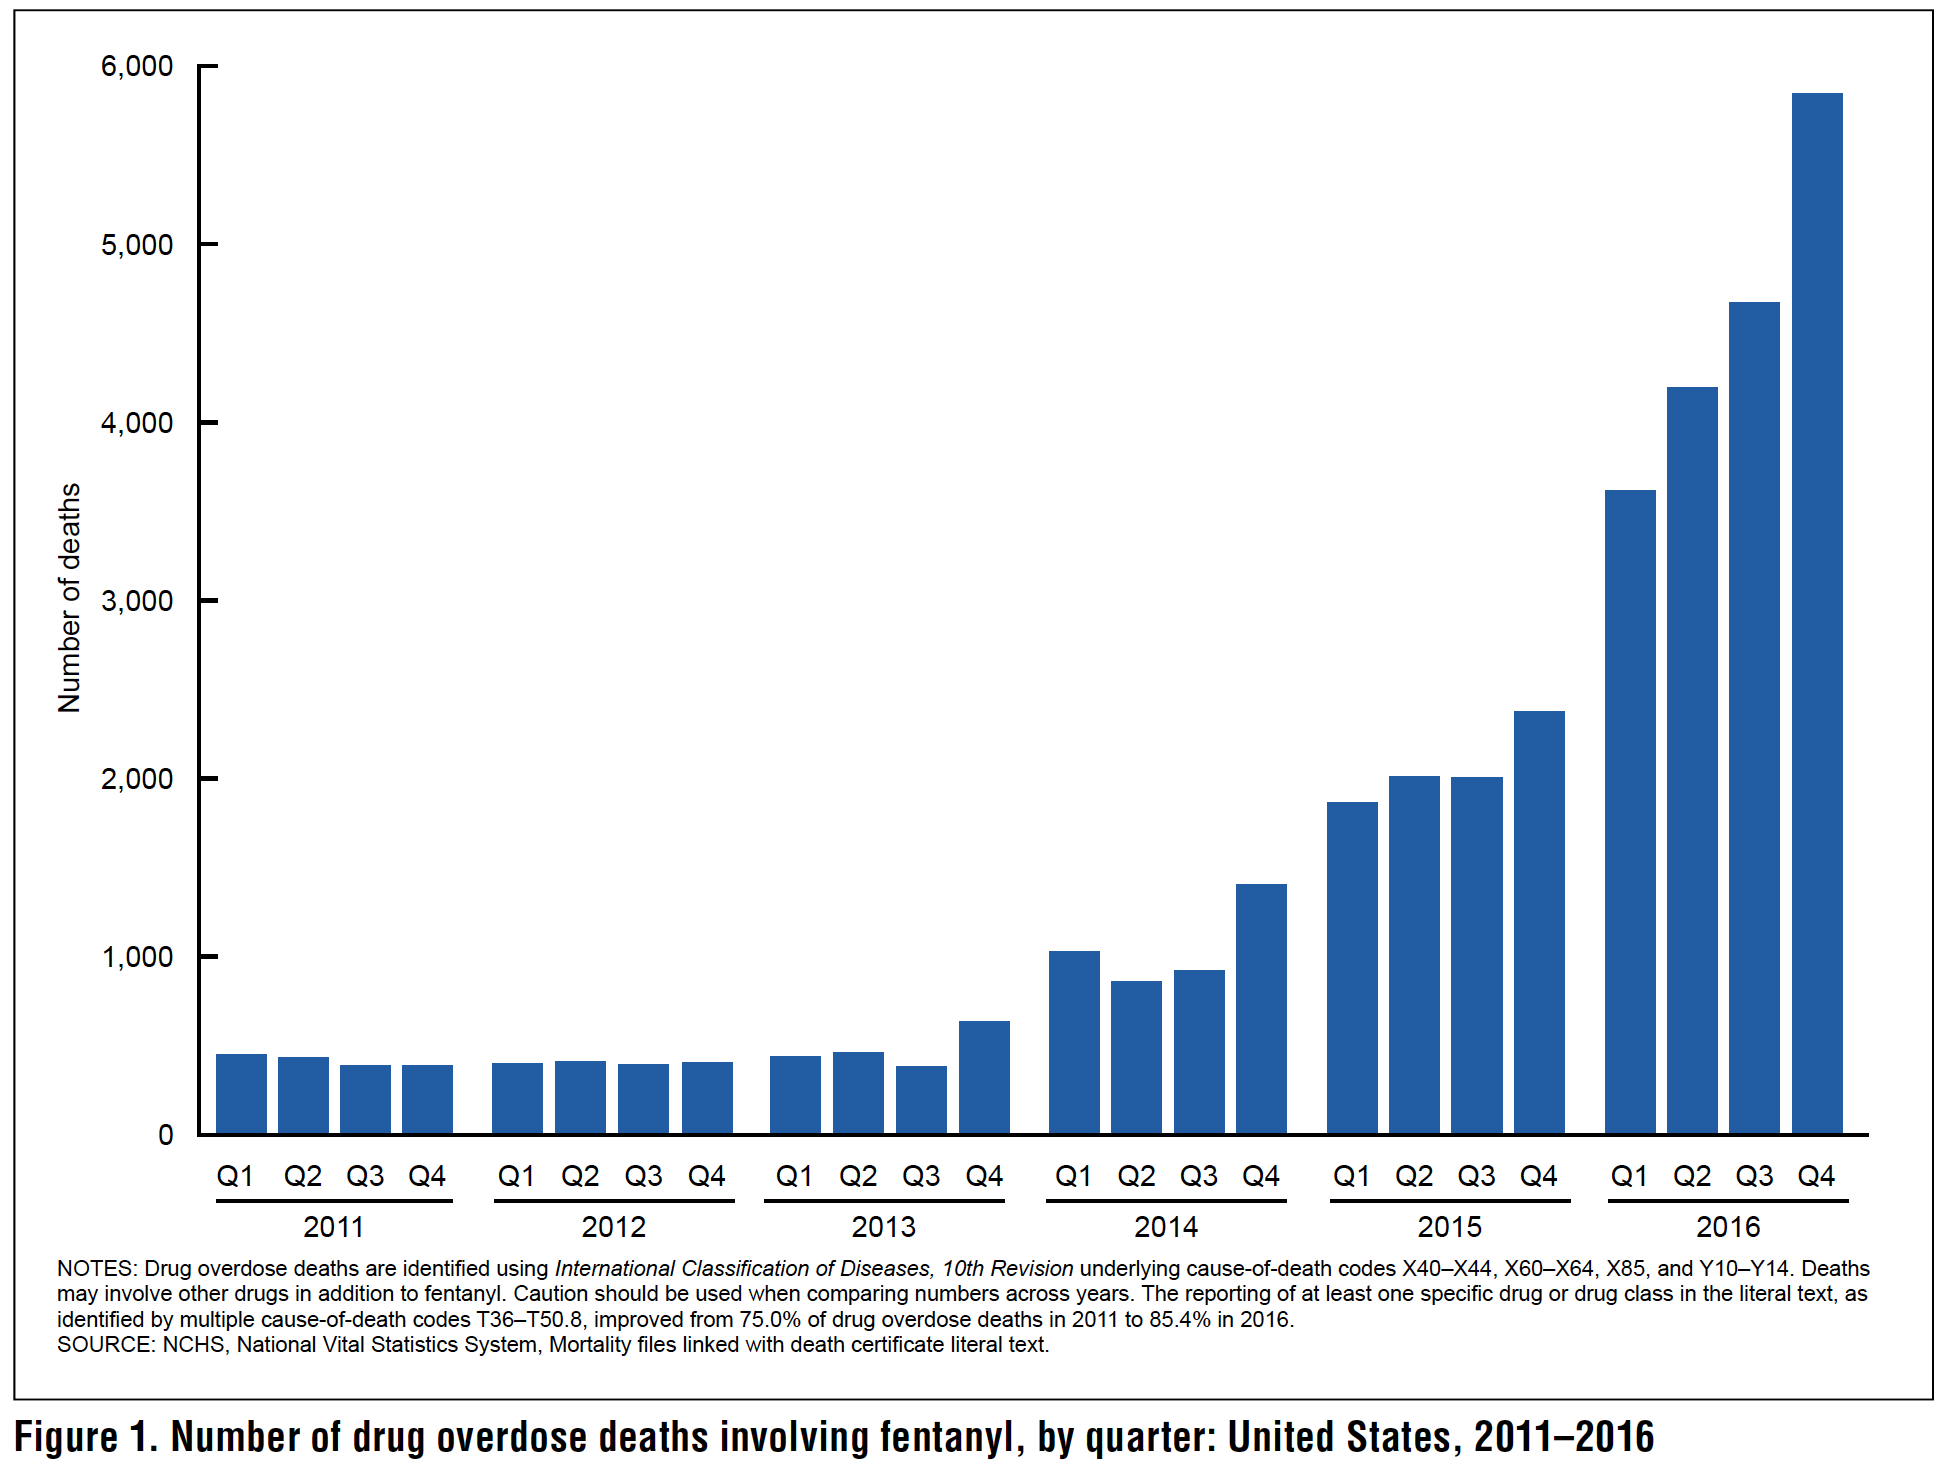 6,000
5,000
4,000
3,000
2,000
1,000
0
Number of deaths
Q1 Q2 Q3 Q4 Q1 Q2 Q3 Q4 Q1 Q2 Q3 Q4 Q1 Q2 Q3 Q4 Q1 Q2 Q3 Q4 Q1 Q2 Q3 Q4
2011 2012 2013 2014 2015 2016
NOTES: Drug overdose deaths are identified using International Classification of Diseases, 10th Revision underlying cause-of-death codes X40–X44, X60–X64, X85, and Y10–Y14. Deaths
may involve other drugs in addition to fentanyl. Caution should be used when comparing numbers across years. The reporting of at least one specific drug or drug class in the literal text, as
identified by multiple cause-of-death codes T36–T50.8, improved from 75.0% of drug overdose deaths in 2011 to 85.4% in 2016.
SOURCE: NCHS, National Vital Statistics System, Mortality files linked with death certificate literal text.
Figure 1. Number of drug overdose deaths involving fentanyl, by quarter: United States, 2011–2016